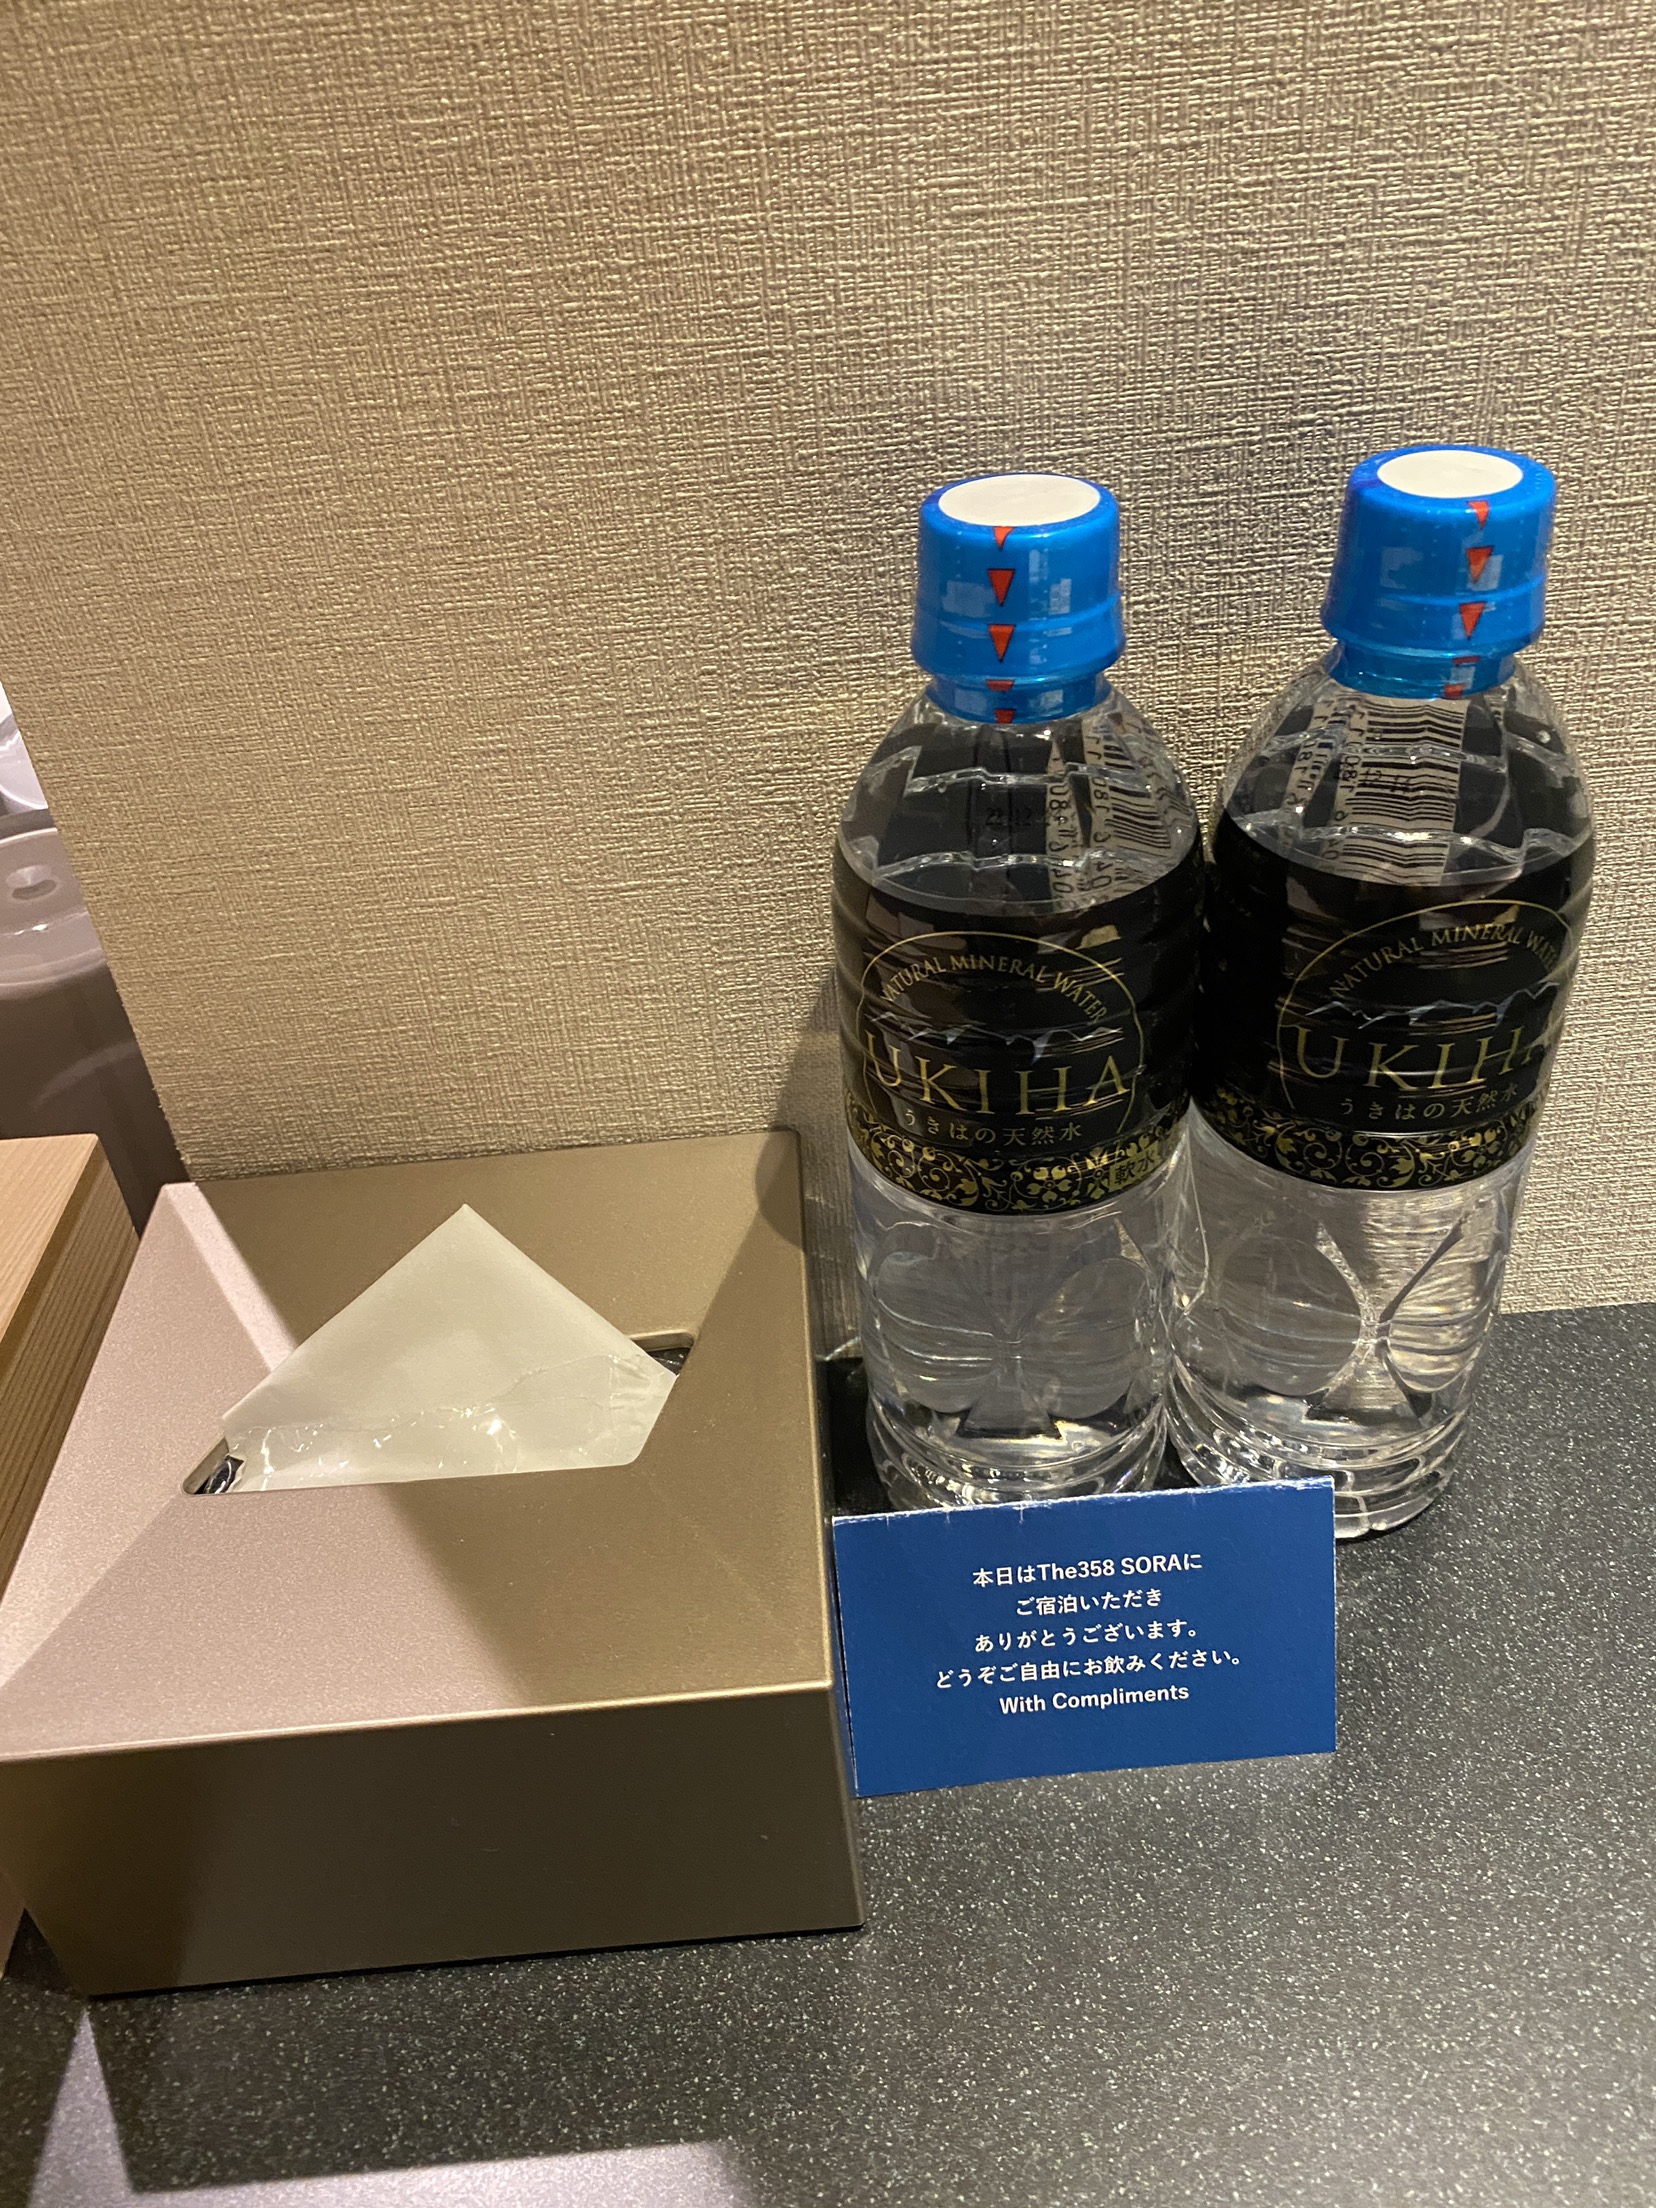 NATURAL MINERAL WATER
UKIHA
うきはの天然水
軟水
NATURAL MINERAL WATER
UKIHA
うきはの天然水
本日はThe358 SORAに
ご宿泊いただき
ありがとうございます。
どうぞご自由にお飲みください。
With Compliments